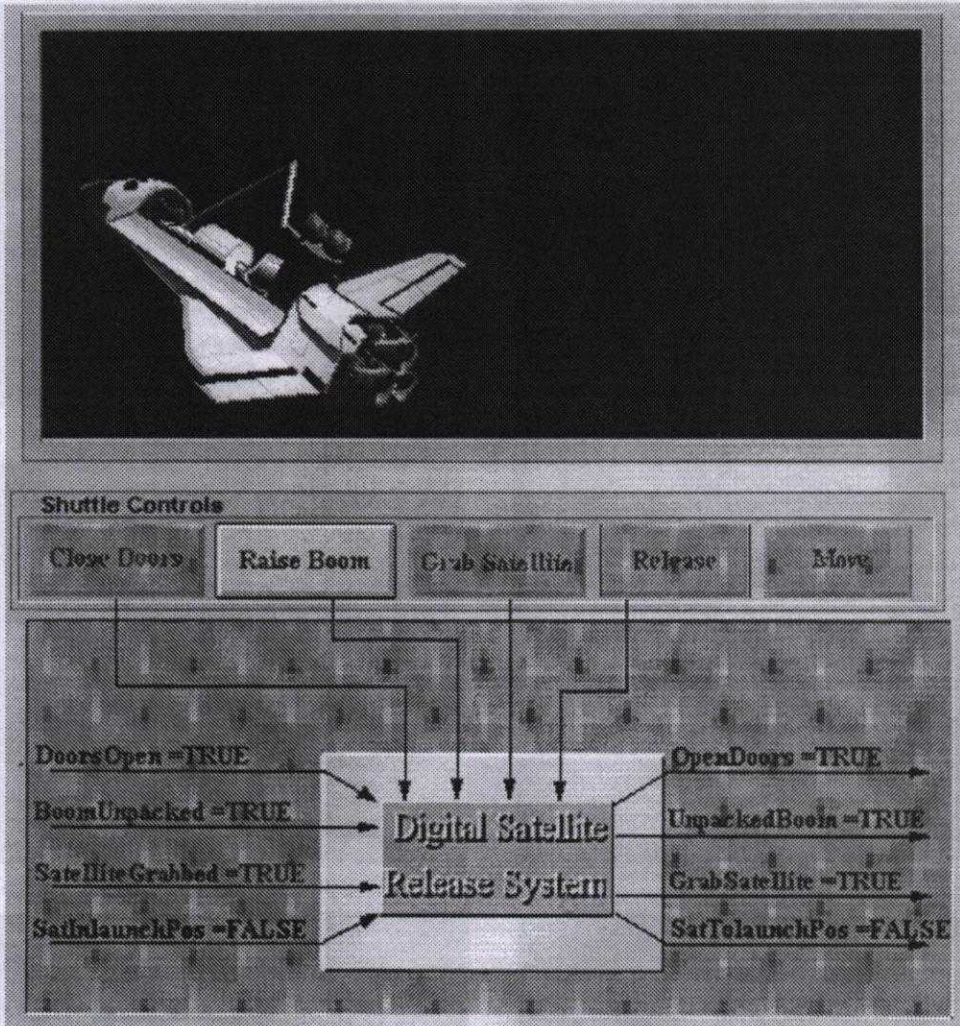 Shuttle Controls
Close Doors
Raise Boom
Grab Satellite
Release
Move
DoorsOpen =TRUE
OpenDoors =TRUE
BoomUnpacked =TRUE
UnpackedBoom =TRUE
Digital Satellite
Release System
SatelliteGrabbed =TRUE
GrabSatellite =TRUE
SatInlaunchPos =FALSE
SatTolaunchPos =FALSE